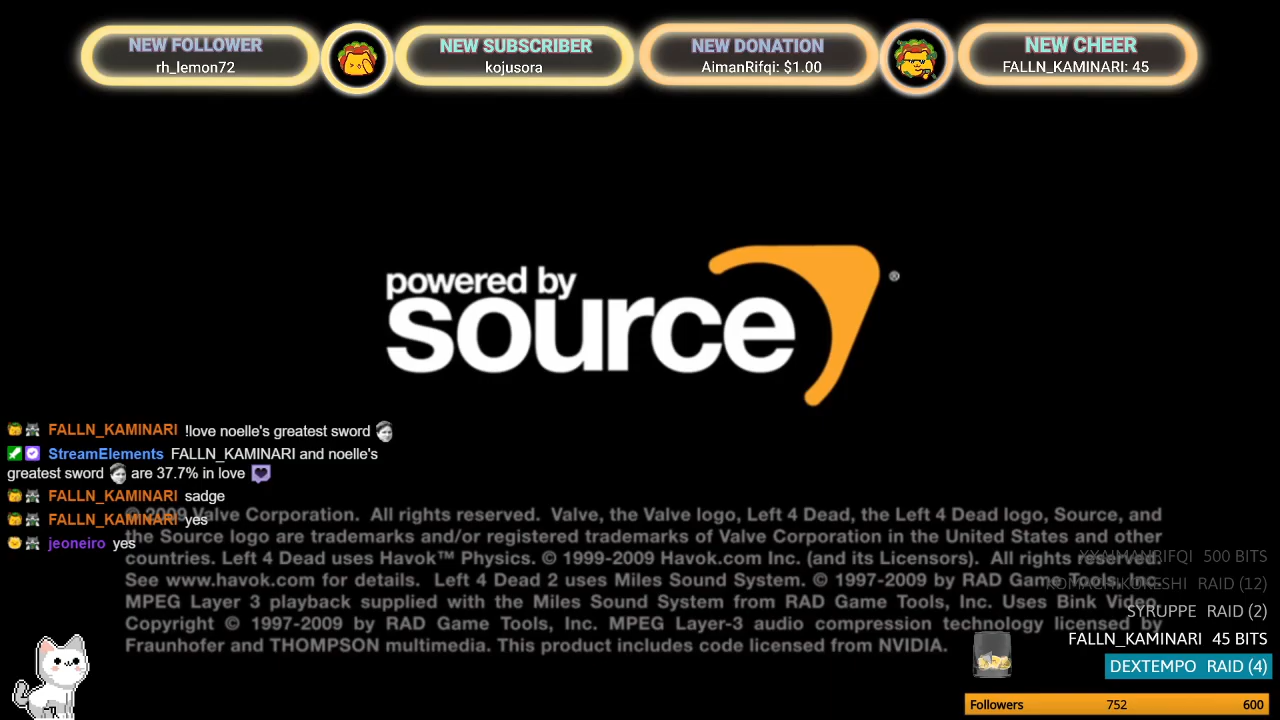 NEW FOLLOWER
rh_lemon72
NEW SUBSCRIBER
kojusora
NEW DONATION
AimanRifqi: $1.00
NEW CHEER
FALLN_KAMINARI: 45
powered by
source
®
FALLN_KAMINARI !love noelle's greatest sword
StreamElements FALLN_KAMINARI and noelle's
greatest sword are 37.7% in love
FALLN_KAMINARI sadge
FALLN_KAMINARI yes
jeoneiro yes
© 2009 Valve Corporation. All rights reserved. Valve, the Valve logo, Left 4 Dead, the Left 4 Dead logo, Source, and
the Source logo are trademarks and/or registered trademarks of Valve Corporation in the United States and other
countries. Left 4 Dead uses Havok™ Physics. © 1999-2009 Havok.com Inc. (and its Licensors). All rights reserved.
See www.havok.com for details. Left 4 Dead 2 uses Miles Sound System. © 1997-2009 by RAD Game Tools, Inc.
MPEG Layer 3 playback supplied with the Miles Sound System from RAD Game Tools, Inc. Uses Bink Video.
Copyright © 1997-2009 by RAD Game Tools, Inc. MPEG Layer-3 audio compression technology licensed by
Fraunhofer and THOMPSON multimedia. This product includes code licensed from NVIDIA.
500 BITS
RAID (12)
SYRUPPE RAID (2)
FALLN_KAMINARI 45 BITS
DEXTEMPO RAID (4)
Followers 752 600